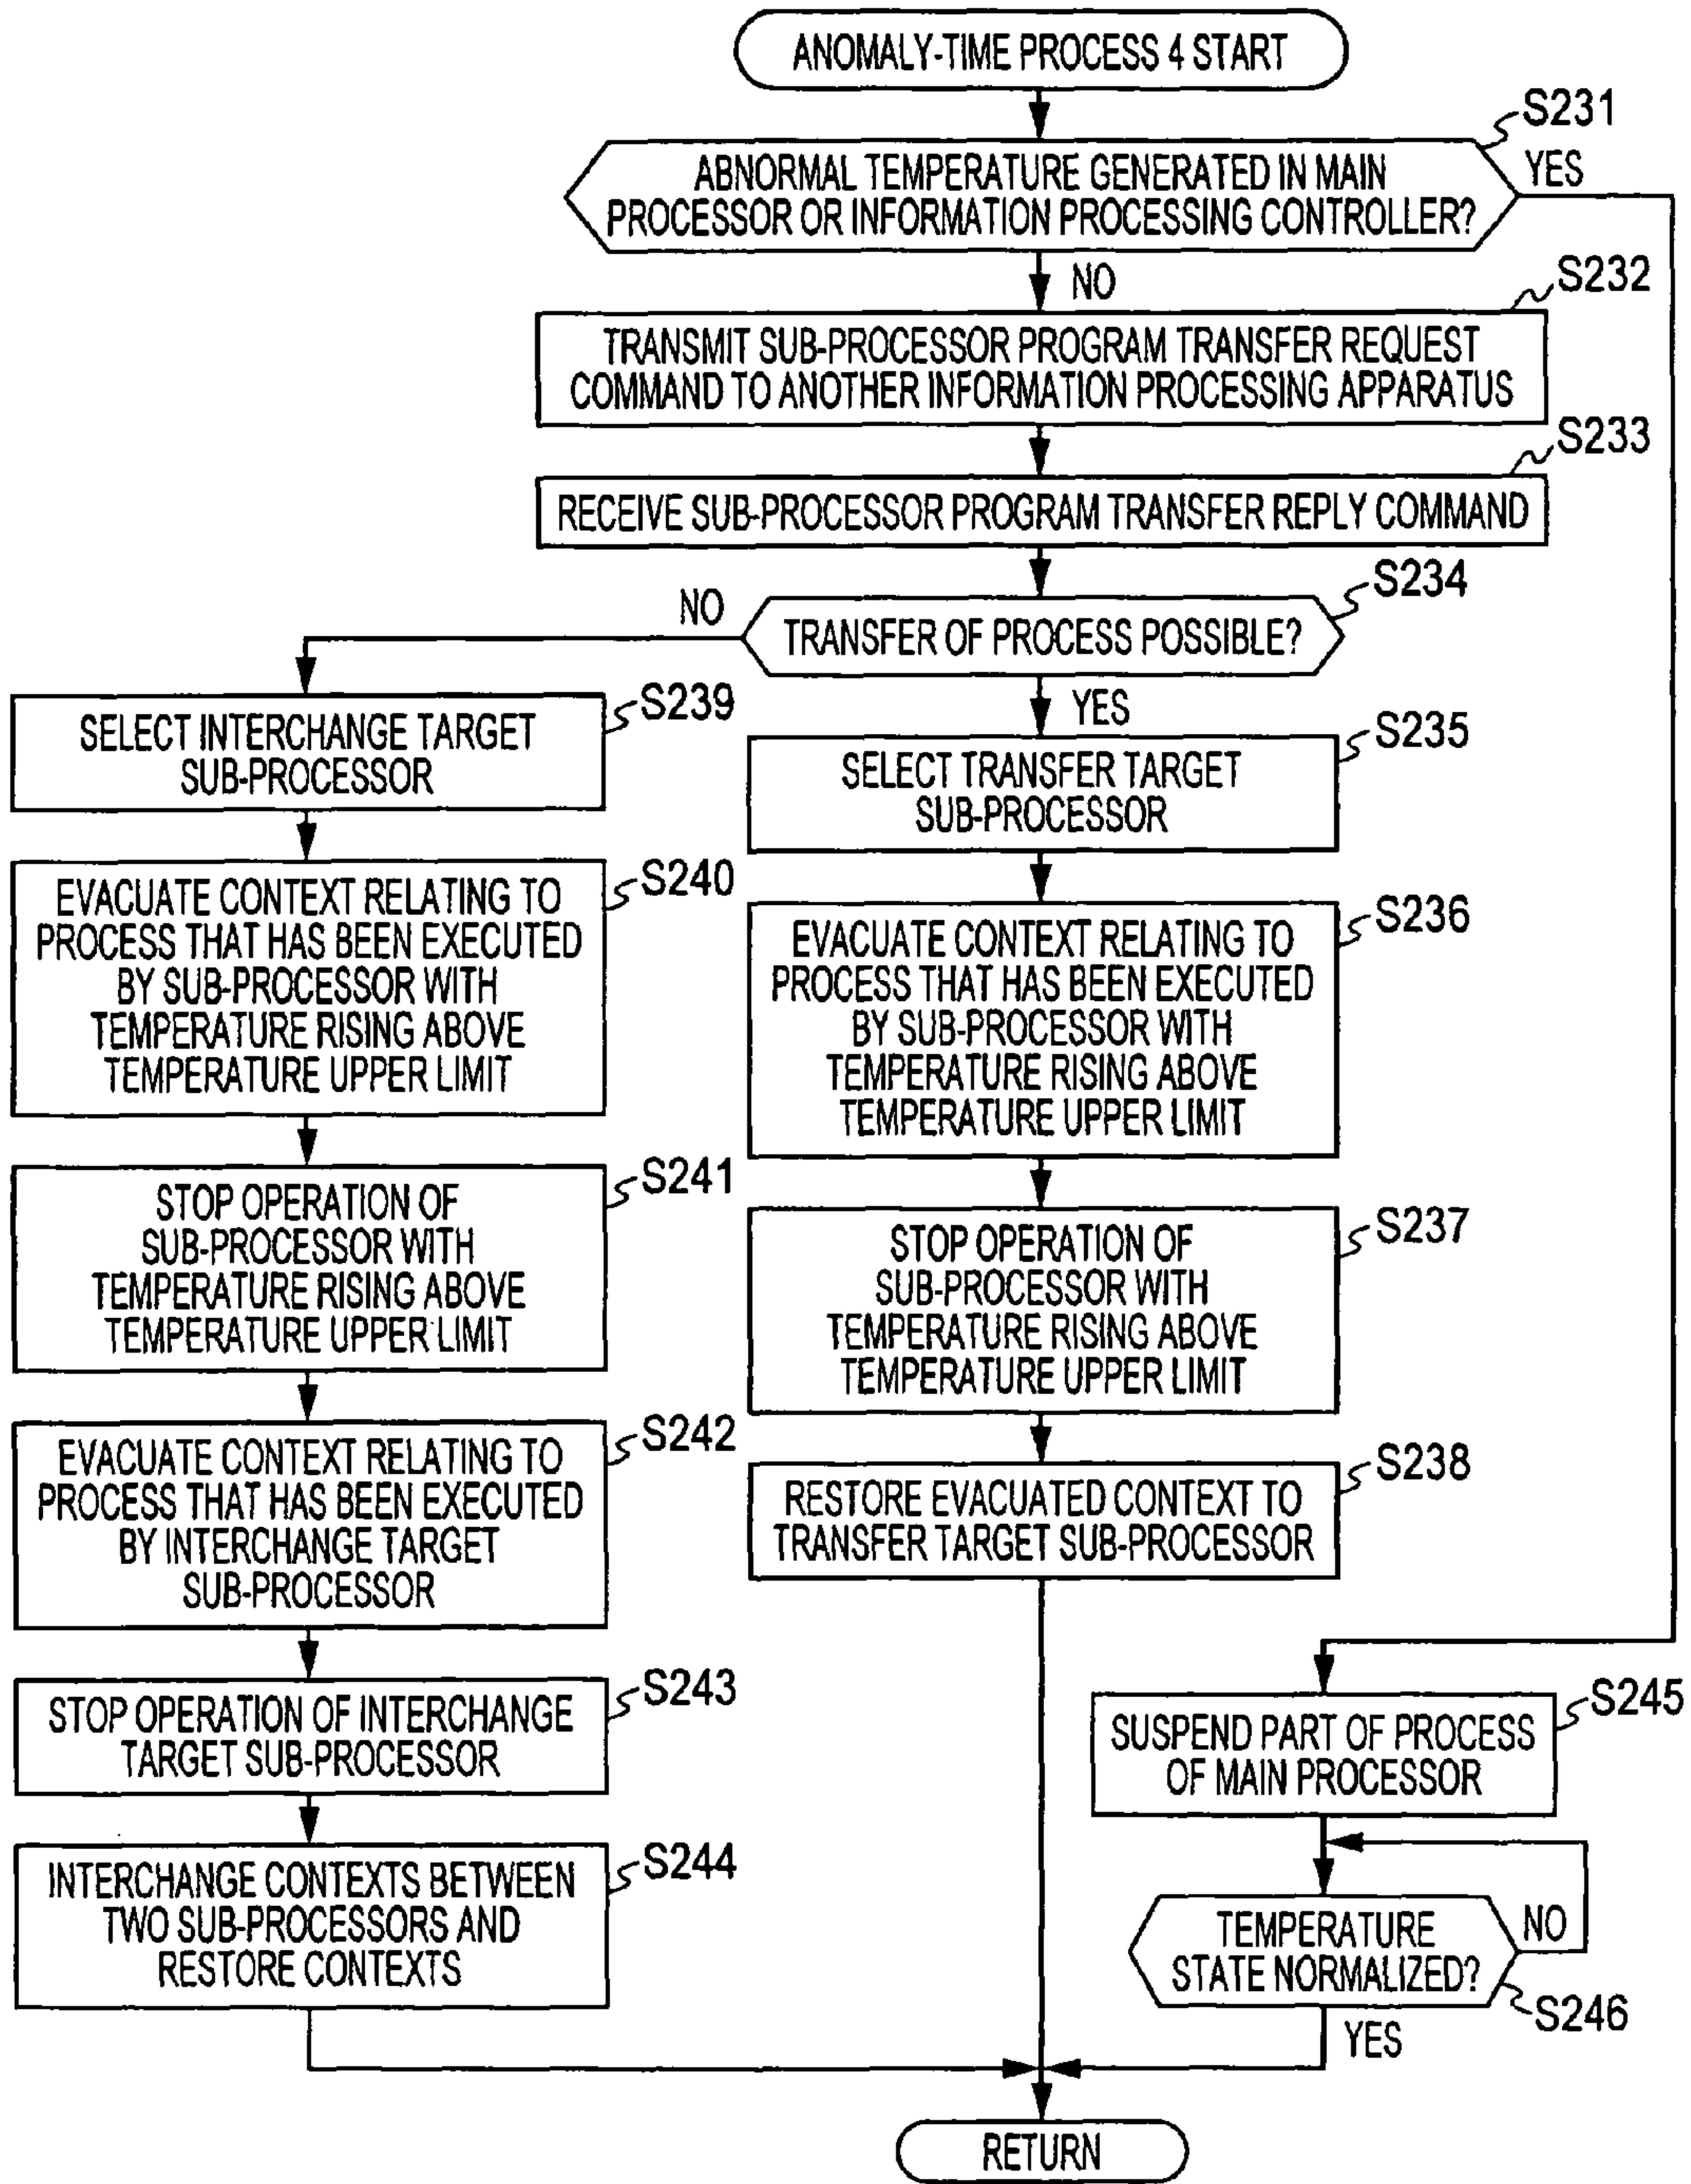 ANOMALY-TIME PROCESS 4 START
S231
ABNORMAL TEMPERATURE GENERATED IN MAIN
PROCESSOR OR INFORMATION PROCESSING CONTROLLER?
YES
NO
S232
TRANSMIT SUB-PROCESSOR PROGRAM TRANSFER REQUEST
COMMAND TO ANOTHER INFORMATION PROCESSING APPARATUS
S233
RECEIVE SUB-PROCESSOR PROGRAM TRANSFER REPLY COMMAND
S234
TRANSFER OF PROCESS POSSIBLE?
NO
YES
S239
SELECT INTERCHANGE TARGET
SUB-PROCESSOR
S240
EVACUATE CONTEXT RELATING TO
PROCESS THAT HAS BEEN EXECUTED
BY SUB-PROCESSOR WITH
TEMPERATURE RISING ABOVE
TEMPERATURE UPPER LIMIT
S241
STOP OPERATION OF
SUB-PROCESSOR WITH
TEMPERATURE RISING ABOVE
TEMPERATURE UPPER LIMIT
S242
EVACUATE CONTEXT RELATING TO
PROCESS THAT HAS BEEN EXECUTED
BY INTERCHANGE TARGET
SUB-PROCESSOR
S243
STOP OPERATION OF INTERCHANGE
TARGET SUB-PROCESSOR
S244
INTERCHANGE CONTEXTS BETWEEN
TWO SUB-PROCESSORS AND
RESTORE CONTEXTS
S235
SELECT TRANSFER TARGET
SUB-PROCESSOR
S236
EVACUATE CONTEXT RELATING TO
PROCESS THAT HAS BEEN EXECUTED
BY SUB-PROCESSOR WITH
TEMPERATURE RISING ABOVE
TEMPERATURE UPPER LIMIT
S237
STOP OPERATION OF
SUB-PROCESSOR WITH
TEMPERATURE RISING ABOVE
TEMPERATURE UPPER LIMIT
S238
RESTORE EVACUATED CONTEXT TO
TRANSFER TARGET SUB-PROCESSOR
S245
SUSPEND PART OF PROCESS
OF MAIN PROCESSOR
TEMPERATURE
STATE NORMALIZED?
NO
S246
YES
RETURN